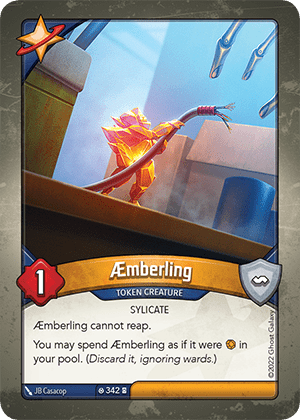 Æmberling
TOKEN CREATURE
1
SYLICATE
Æmberling cannot reap.
You may spend Æmberling as if it were in
your pool. (Discard it, ignoring wards.)
©2022 Ghost Galaxy
JB Casacop
342